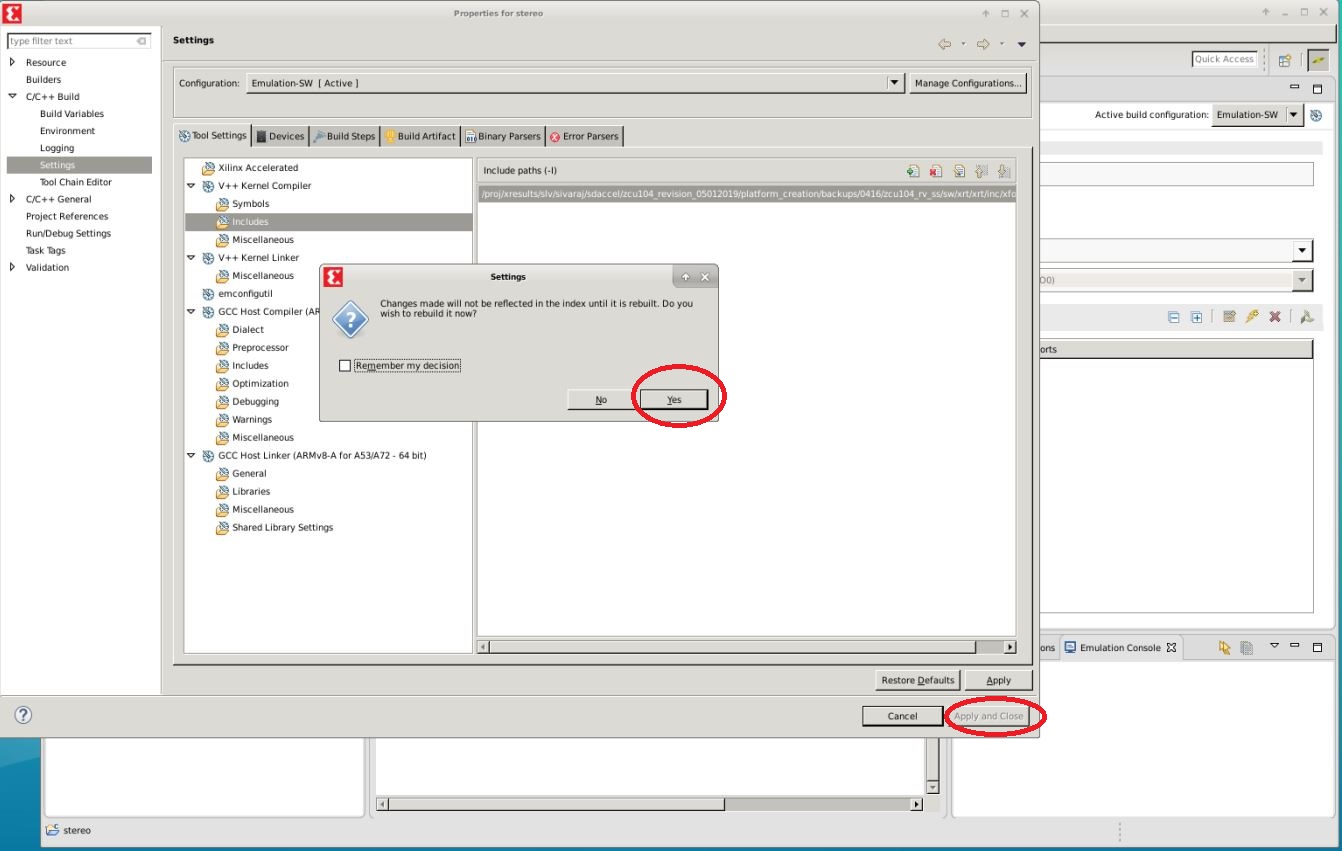 Properties for stereo
type filter text
Resource
Builders
C/C++ Build
Build Variables
Environment
Logging
Settings
Tool Chain Editor
C/C++ General
Project References
Run/Debug Settings
Task Tags
Validation
Settings
Configuration: Emulation-SW [ Active ] Manage Configurations...
Tool Settings Devices Build Steps Build Artifact Binary Parsers Error Parsers
Xilinx Accelerated
V++ Kernel Compiler
Symbols
Includes
Miscellaneous
V++ Kernel Linker
Miscellaneous
emconfigutil
GCC Host Compiler (AR
Dialect
Preprocessor
Includes
Optimization
Debugging
Warnings
Miscellaneous
GCC Host Linker (ARMv8-A for A53/A72 - 64 bit)
General
Libraries
Miscellaneous
Shared Library Settings
Include paths (-I)
/proj/xresults/slv/sivaraj/sdaccel/zcu104_revision_05012019/platform_creation/backups/0416/zcu104_rv_ss/sw/xrt/xrt/inc/xfo
Settings
Changes made will not be reflected in the index until it is rebuilt. Do you
wish to rebuild it now?
Remember my decision
No Yes
Restore Defaults Apply
Cancel Apply and Close
Quick Access
Active build configuration: Emulation-SW
00)
orts
ons Emulation Console
stereo